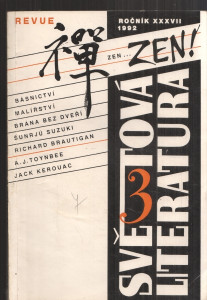 REVUE
ROČNÍK XXXVII
1992
禪
ZEN...
ZEN!
BÁSNICTVÍ
MALÍŘSTVÍ
BRÁNA BEZ DVEŘÍ
ŠUNRJÚ SUZUKI
RICHARD BRAUTIGAN
A.J.TOYNBEE
JACK KEROUAC
SVĚTOVÁ
3
LITERATURA